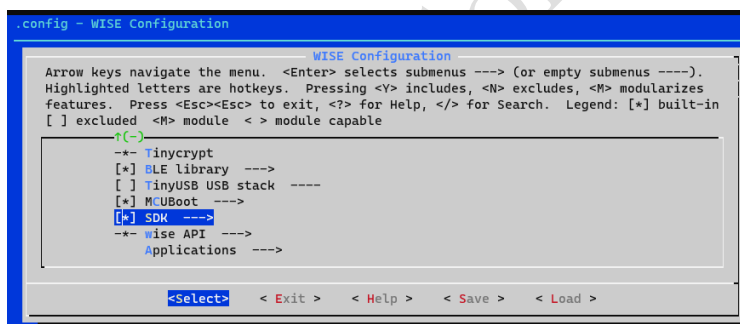 .config - WISE Configuration
WISE Configuration
Arrow keys navigate the menu. <Enter> selects submenus ---> (or empty submenus ----).
Highlighted letters are hotkeys. Pressing <Y> includes, <N> excludes, <M> modularizes
features. Press <Esc><Esc> to exit, <?> for Help, </> for Search. Legend: [*] built-in
[ ] excluded <M> module < > module capable
↑(-)
-*- Tinycrypt
[*] BLE library --->
[ ] TinyUSB USB stack ----
[*] MCUBoot --->
[*] SDK --->
-*- wise API --->
Applications --->
<Select> < Exit > < Help > < Save > < Load >